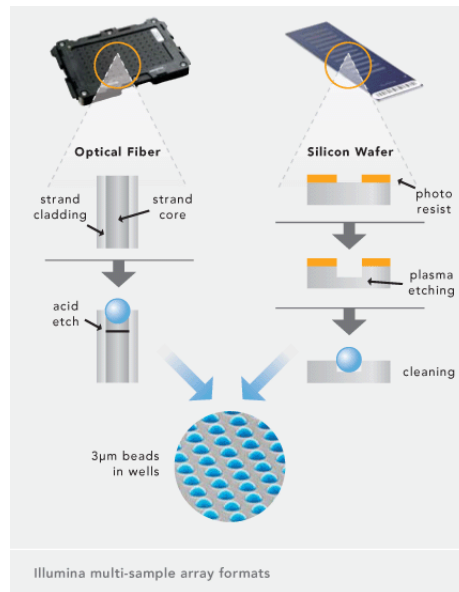 Optical Fiber
Silicon Wafer
strand
cladding
strand
core
photo
resist
plasma
etching
acid
etch
cleaning
3µm beads
in wells
Illumina multi-sample array formats